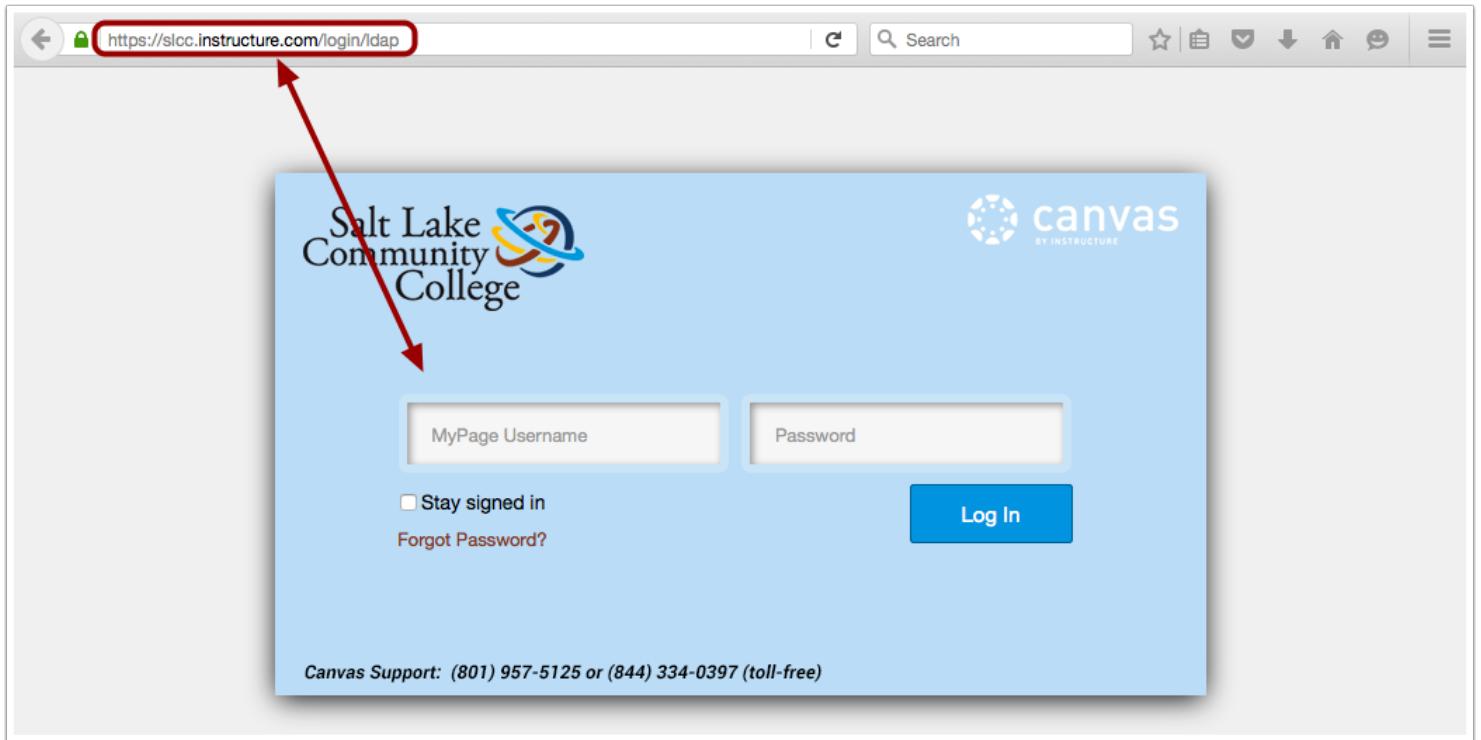 https://slcc.instructure.com/login/ldap
Search
Salt Lake
Community
College
canvas
BY INSTRUCTURE
MyPage Username
Password
Stay signed in
Log In
Forgot Password?
Canvas Support: (801) 957-5125 or (844) 334-0397 (toll-free)